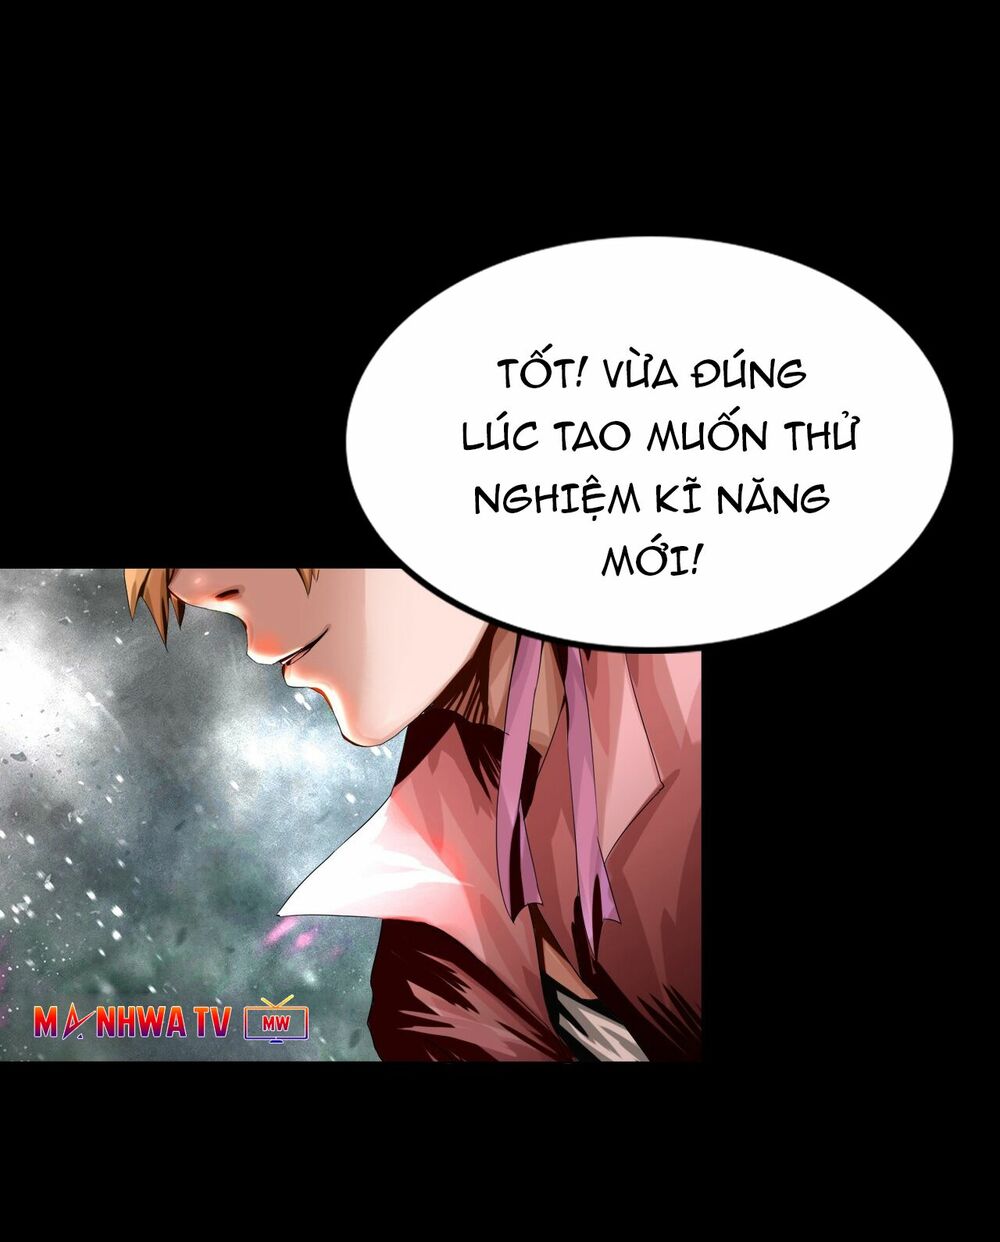 TỐT! VỪA ĐÚNG
LÚC TAO MUỐN THỬ
NGHIỆM KĨ NĂNG
MỚI!
MANHWA TV MW